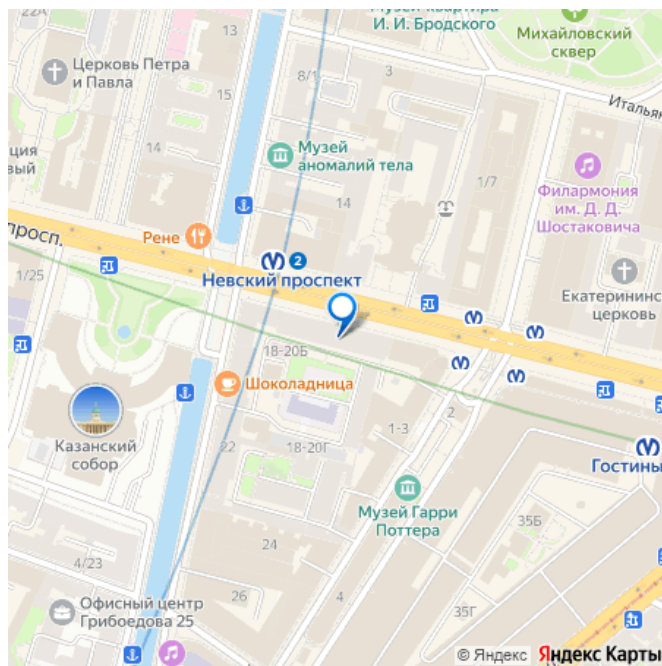 22А
Музей-квартира
И. И. Бродского
Михайловский
сквер
Церковь Петра
и Павла
8/1
3
15
Итальян
ция
вый
14
Музей
аномалий тела
14
1/7
Филармония
им. Д. Д.
Шостаковича
просп.
Рене
2
Невский проспект
1/25
Екатерининс
церковь
18-20Б
Шоколадница
Казанский
собор
22
18-20Г
1-3
2
Гостины
Музей Гарри
Поттера
35Б
24
4/23
26
4
35Г
Офисный центр
Грибоедова 25
© Яндекс Яндекс Карты